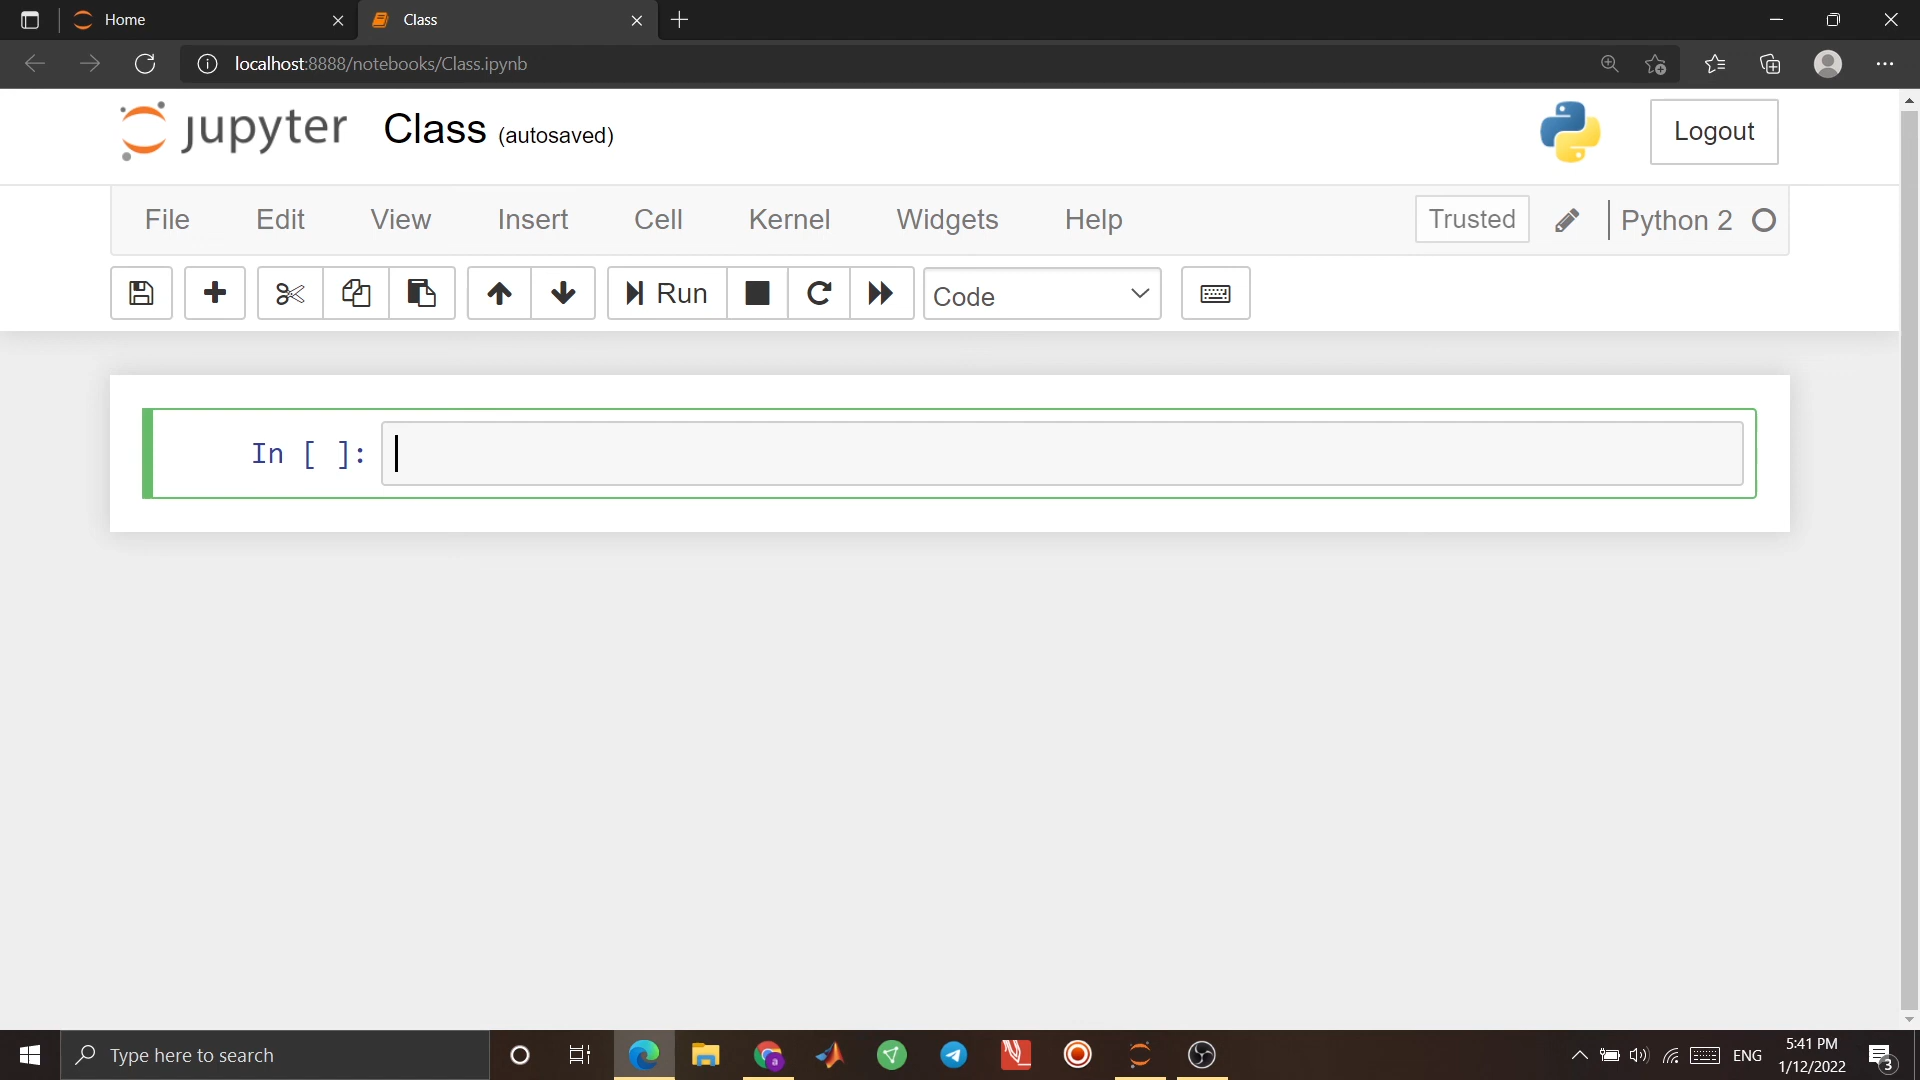 Home
Class
localhost:8888/notebooks/Class.ipynb
jupyter Class (autosaved)
Logout
File Edit View Insert Cell Kernel Widgets Help
Trusted Python 2
Run Code
In [ ]:
Type here to search
a
ENG
5:41 PM
1/12/2022
3